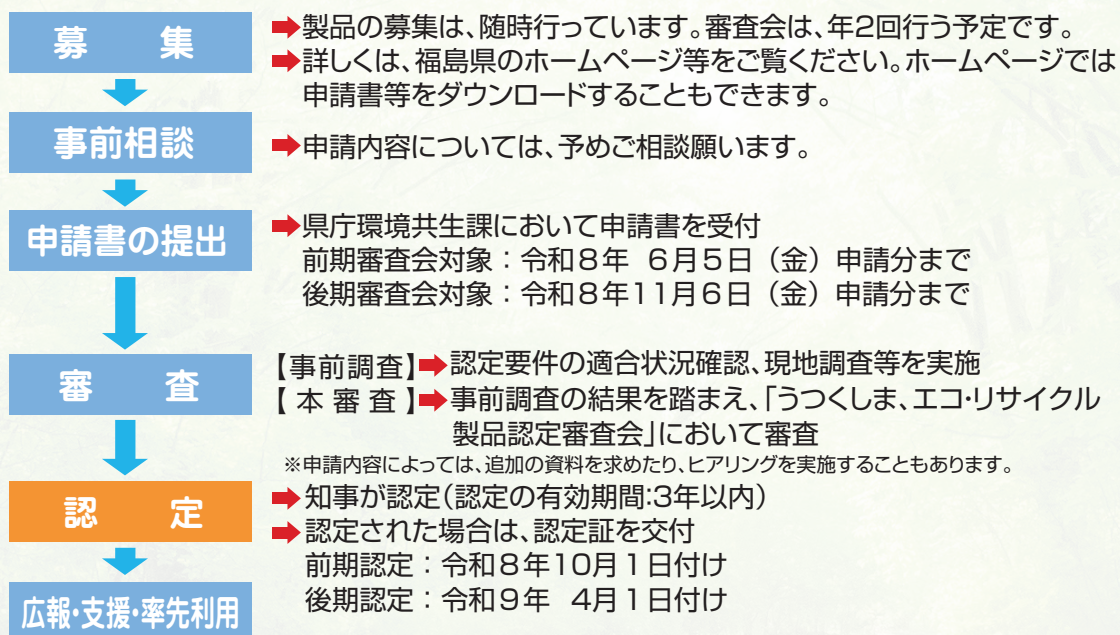 募　集
➡製品の募集は、随時行っています。審査会は、年2回行う予定です。
➡詳しくは、福島県のホームページ等をご覧ください。ホームページでは
申請書等をダウンロードすることもできます。
事前相談
➡申請内容については、予めご相談願います。
申請書の提出
➡県庁環境共生課において申請書を受付
前期審査会対象：令和8年 6月5日（金）申請分まで
後期審査会対象：令和8年11月6日（金）申請分まで
審　査
【事前調査】➡認定要件の適合状況確認、現地調査等を実施
【本審査】➡事前調査の結果を踏まえ、「うつくしま、エコ・リサイクル
製品認定審査会」において審査
※申請内容によっては、追加の資料を求めたり、ヒアリングを実施することもあります。
認　定
➡知事が認定(認定の有効期間:3年以内)
➡認定された場合は、認定証を交付
前期認定：令和8年10月1日付け
後期認定：令和9年 4月1日付け
広報・支援・率先利用